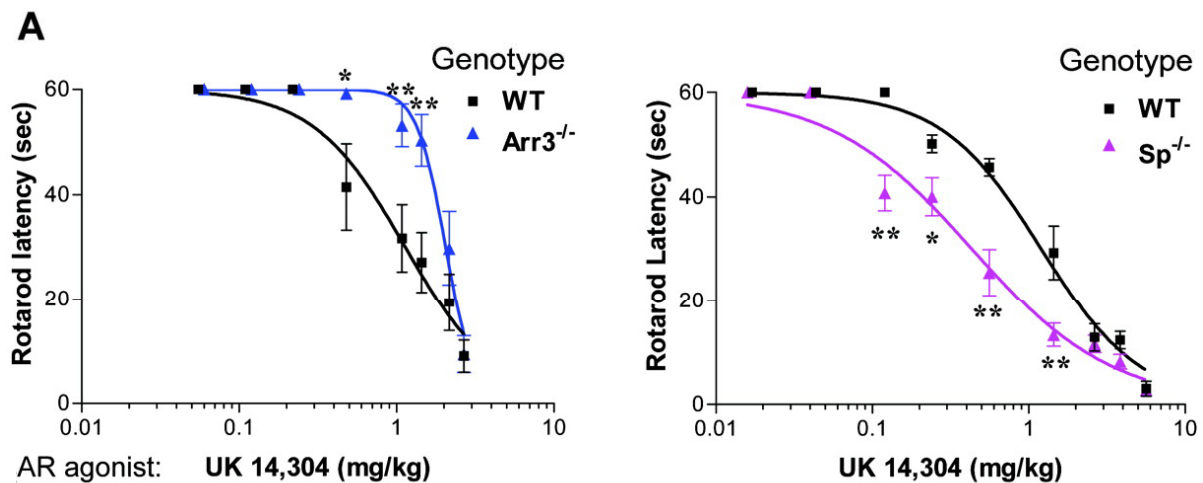 A
Genotype
WT
Arr3-/-
Rotarod latency (sec)
60
40
20
0
0.01
0.1
1
10
*
**
**
AR agonist:
UK 14,304 (mg/kg)
Genotype
WT
Sp-/-
Rotarod Latency (sec)
60
40
20
0
0.01
0.1
1
10
**
*
**
**
UK 14,304 (mg/kg)